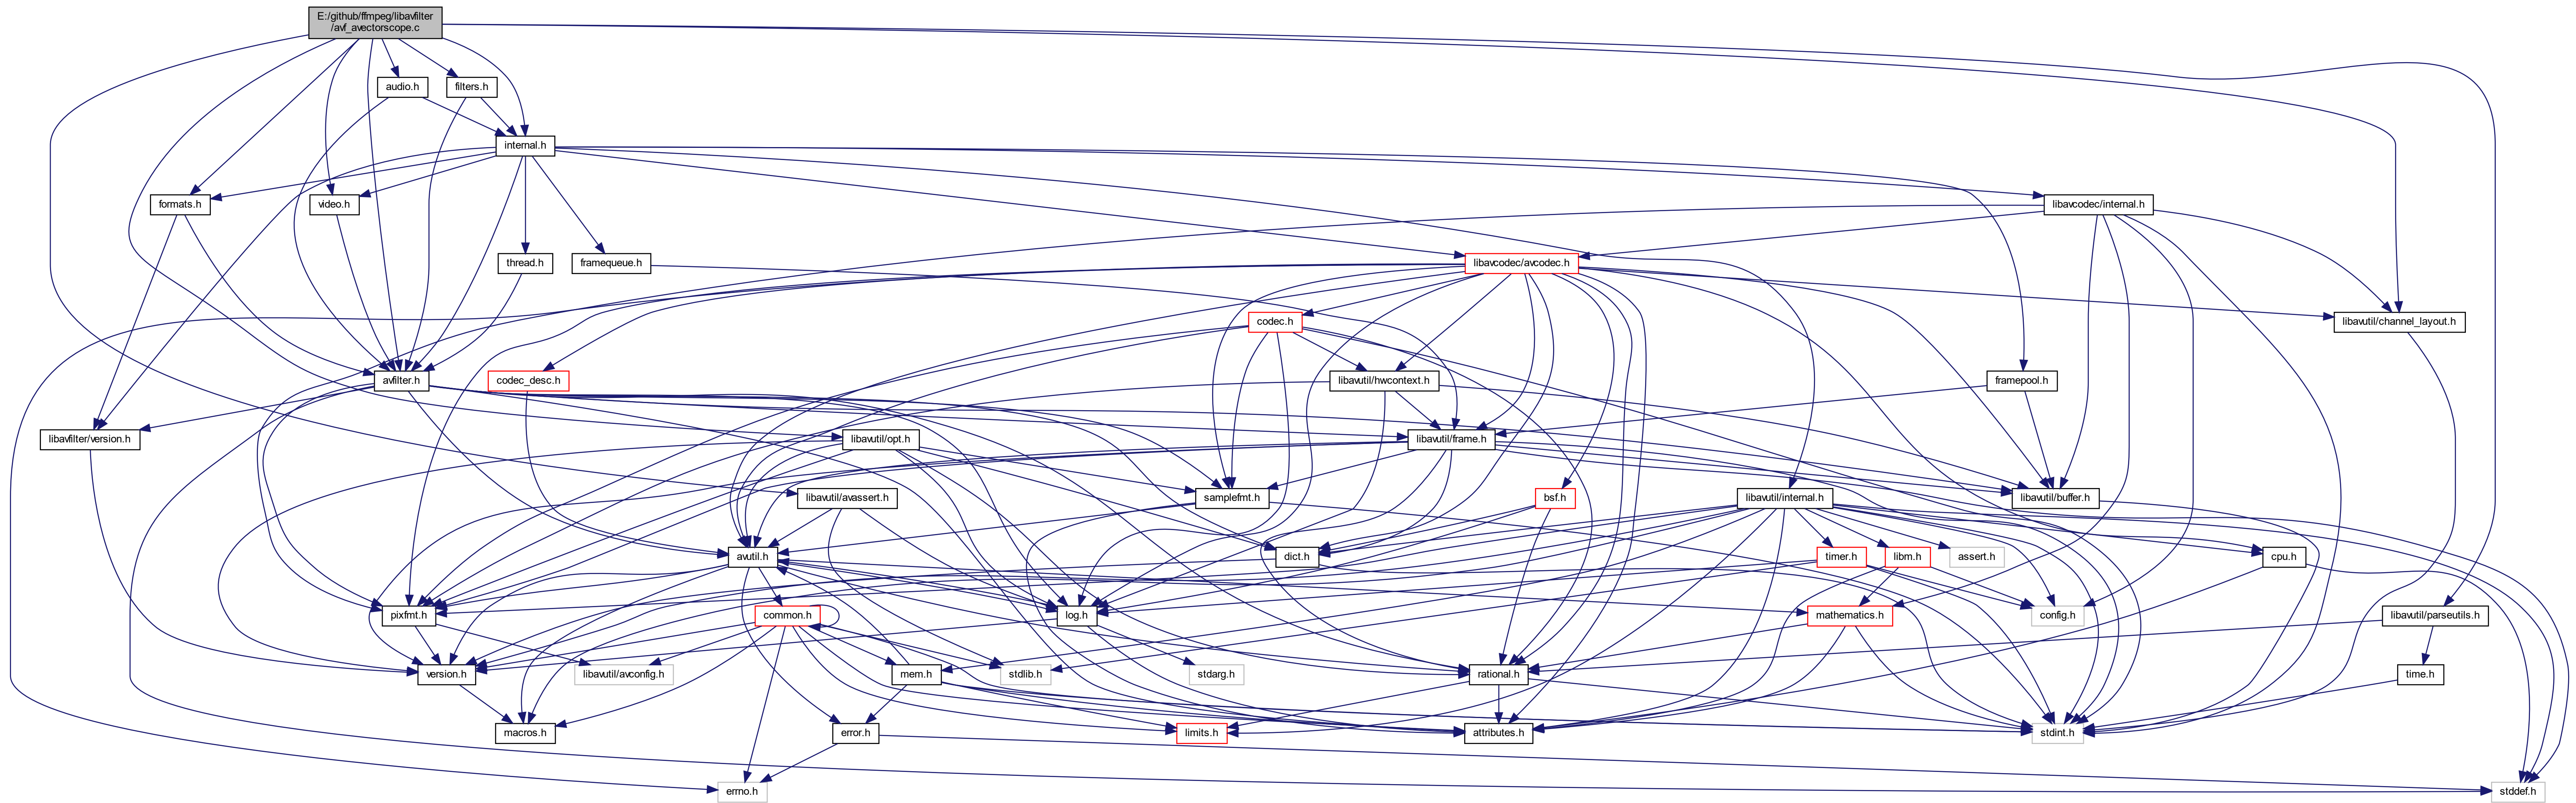 E:/github/ffmpeg/libavfilter
/avf_avectorscope.c
audio.h
filters.h
internal.h
formats.h
video.h
libavcodec/internal.h
thread.h
framequeue.h
libavcodec/avcodec.h
codec.h
libavutil/channel_layout.h
avfilter.h
codec_desc.h
libavutil/hwcontext.h
framepool.h
libavfilter/version.h
libavutil/opt.h
libavutil/frame.h
libavutil/avassert.h
samplefmt.h
bsf.h
libavutil/internal.h
libavutil/buffer.h
avutil.h
dict.h
timer.h
libm.h
assert.h
cpu.h
pixfmt.h
common.h
log.h
mathematics.h
config.h
libavutil/parseutils.h
version.h
libavutil/avconfig.h
mem.h
stdlib.h
stdarg.h
rational.h
time.h
macros.h
error.h
limits.h
attributes.h
stdint.h
errno.h
stddef.h